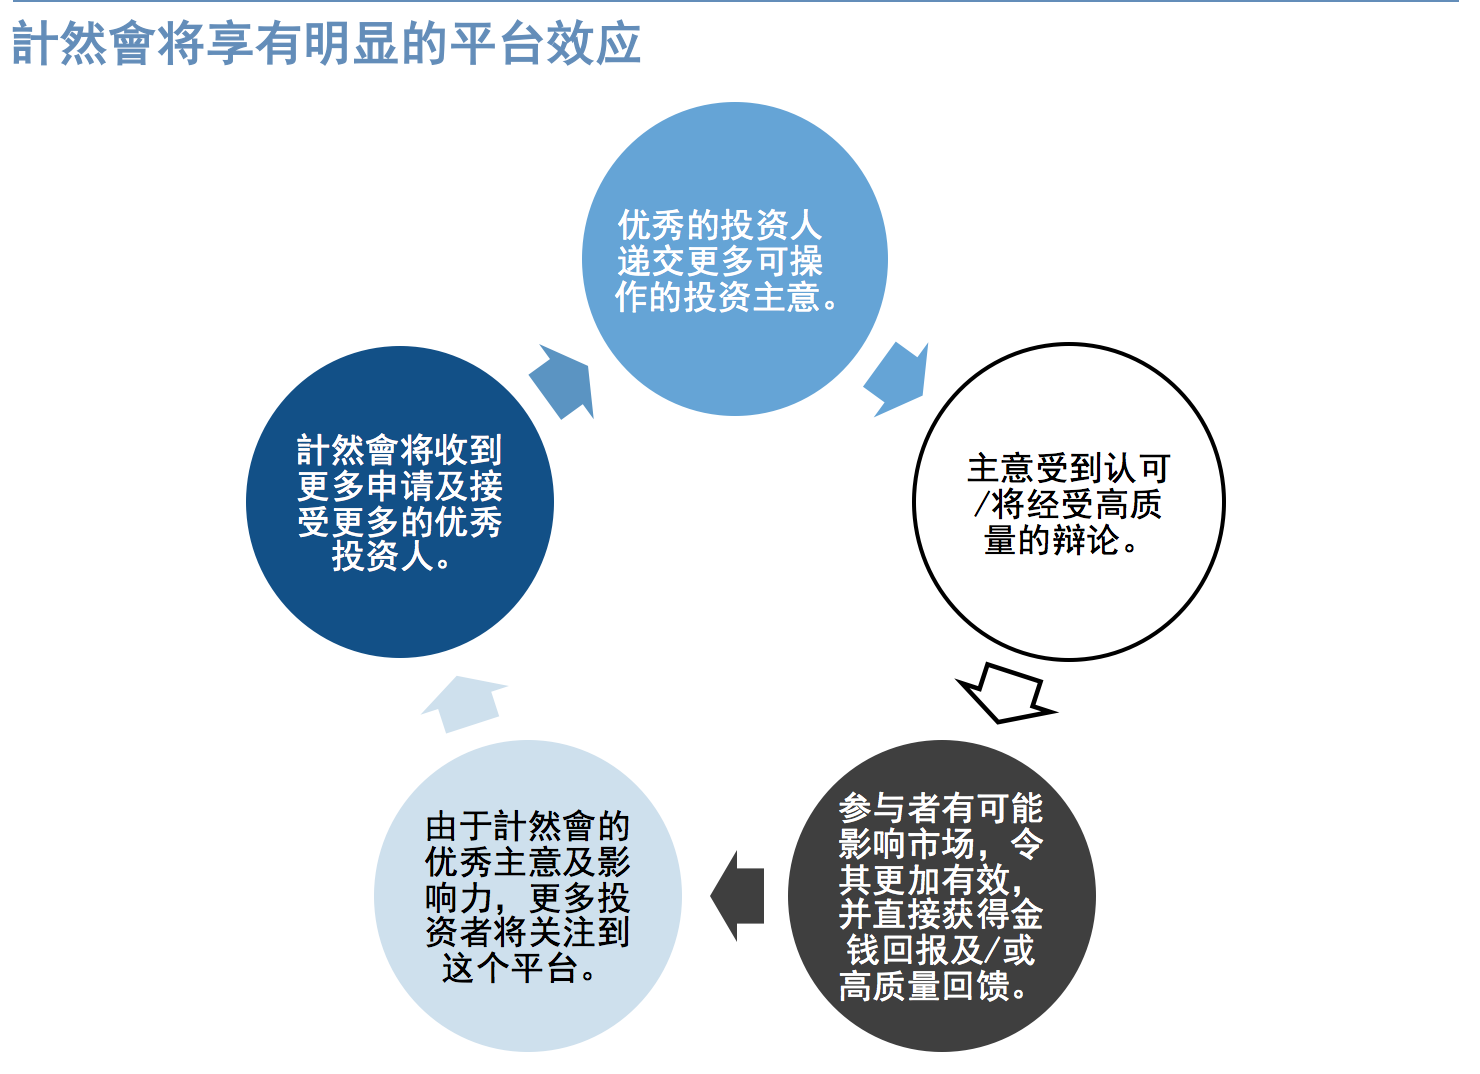 計然會将享有明显的平台效应
优秀的投资人
递交更多可操
作的投资主意。
主意受到认可
/将经受高质
量的辩论。
参与者有可能
影响市场，令
其更加有效，
并直接获得金
钱回报及/或
高质量回馈。
由于計然會的
优秀主意及影
响力，更多投
资者将关注到
这个平台。
計然會将收到
更多申请及接
受更多的优秀
投资人。